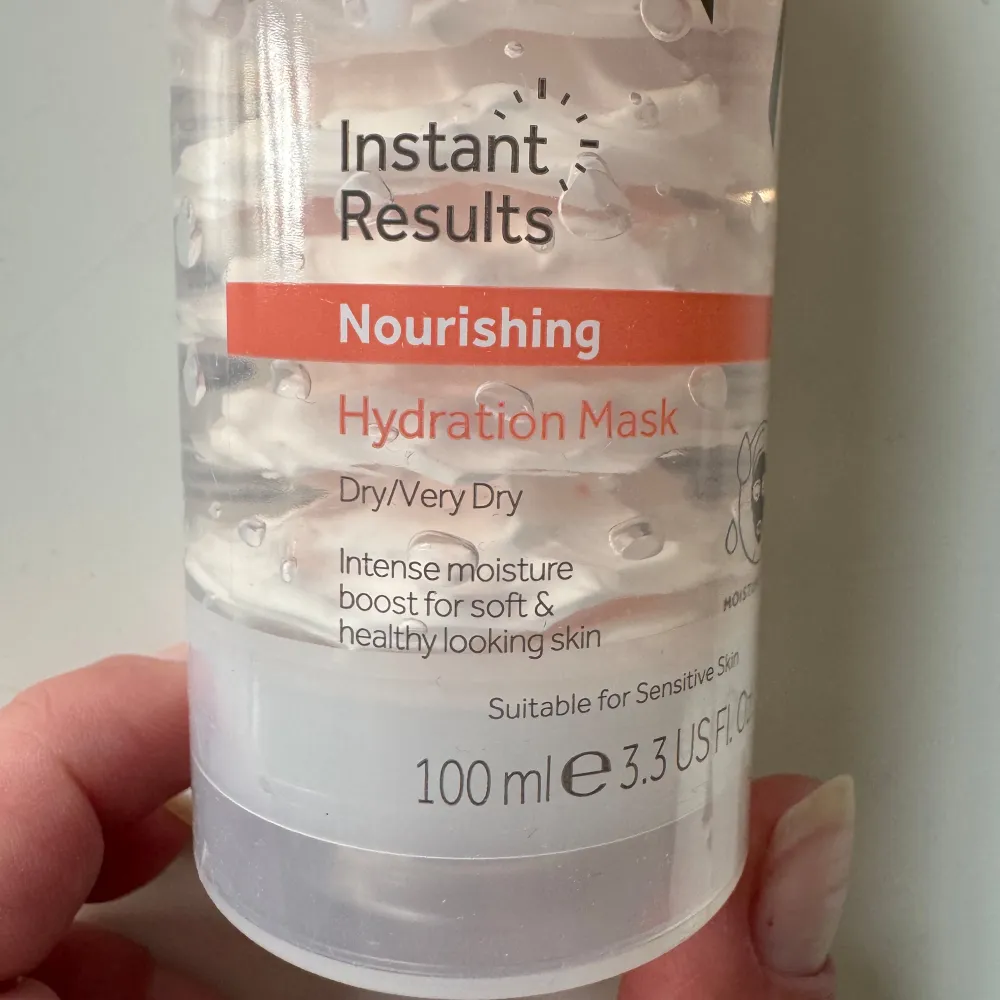 Instant
Results
Nourishing
Hydration Mask
Dry/Very Dry
Intense moisture
boost for soft &
healthy looking skin
Suitable for Sensitive Skin
100 ml e 3.3 US Fl.